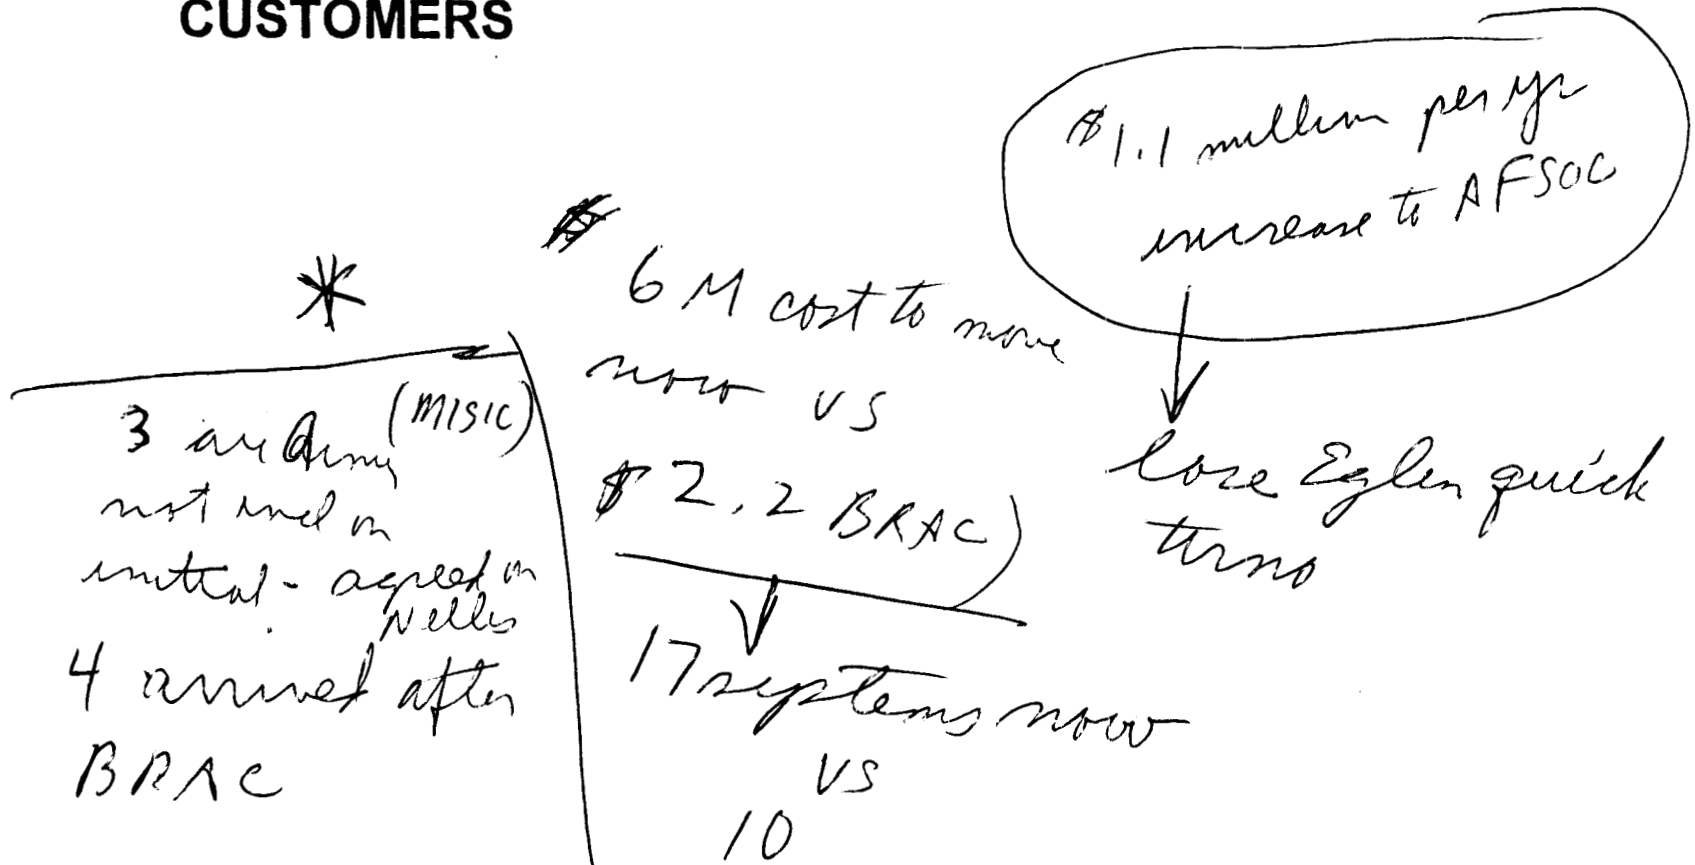 CUSTOMERS
$1.1 million per yr
increase to AFSOC
lose Eglin quick
turns
$
6 M cost to move
now vs
$2.2 BRAC)
17 systems now
vs
10
*
3 are Army (MISIC)
not incl on
initial - agreed on
Nellis
4 arrived after
BRAC